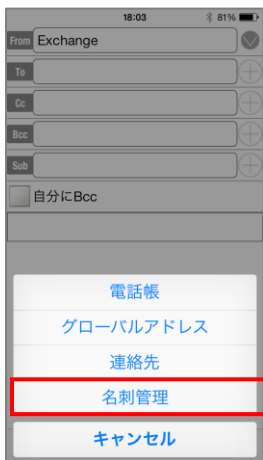 18:03 81%
From Exchange
To
Cc
Bcc
Sub
自分にBcc
電話帳
グローバルアドレス
連絡先
名刺管理
キャンセル